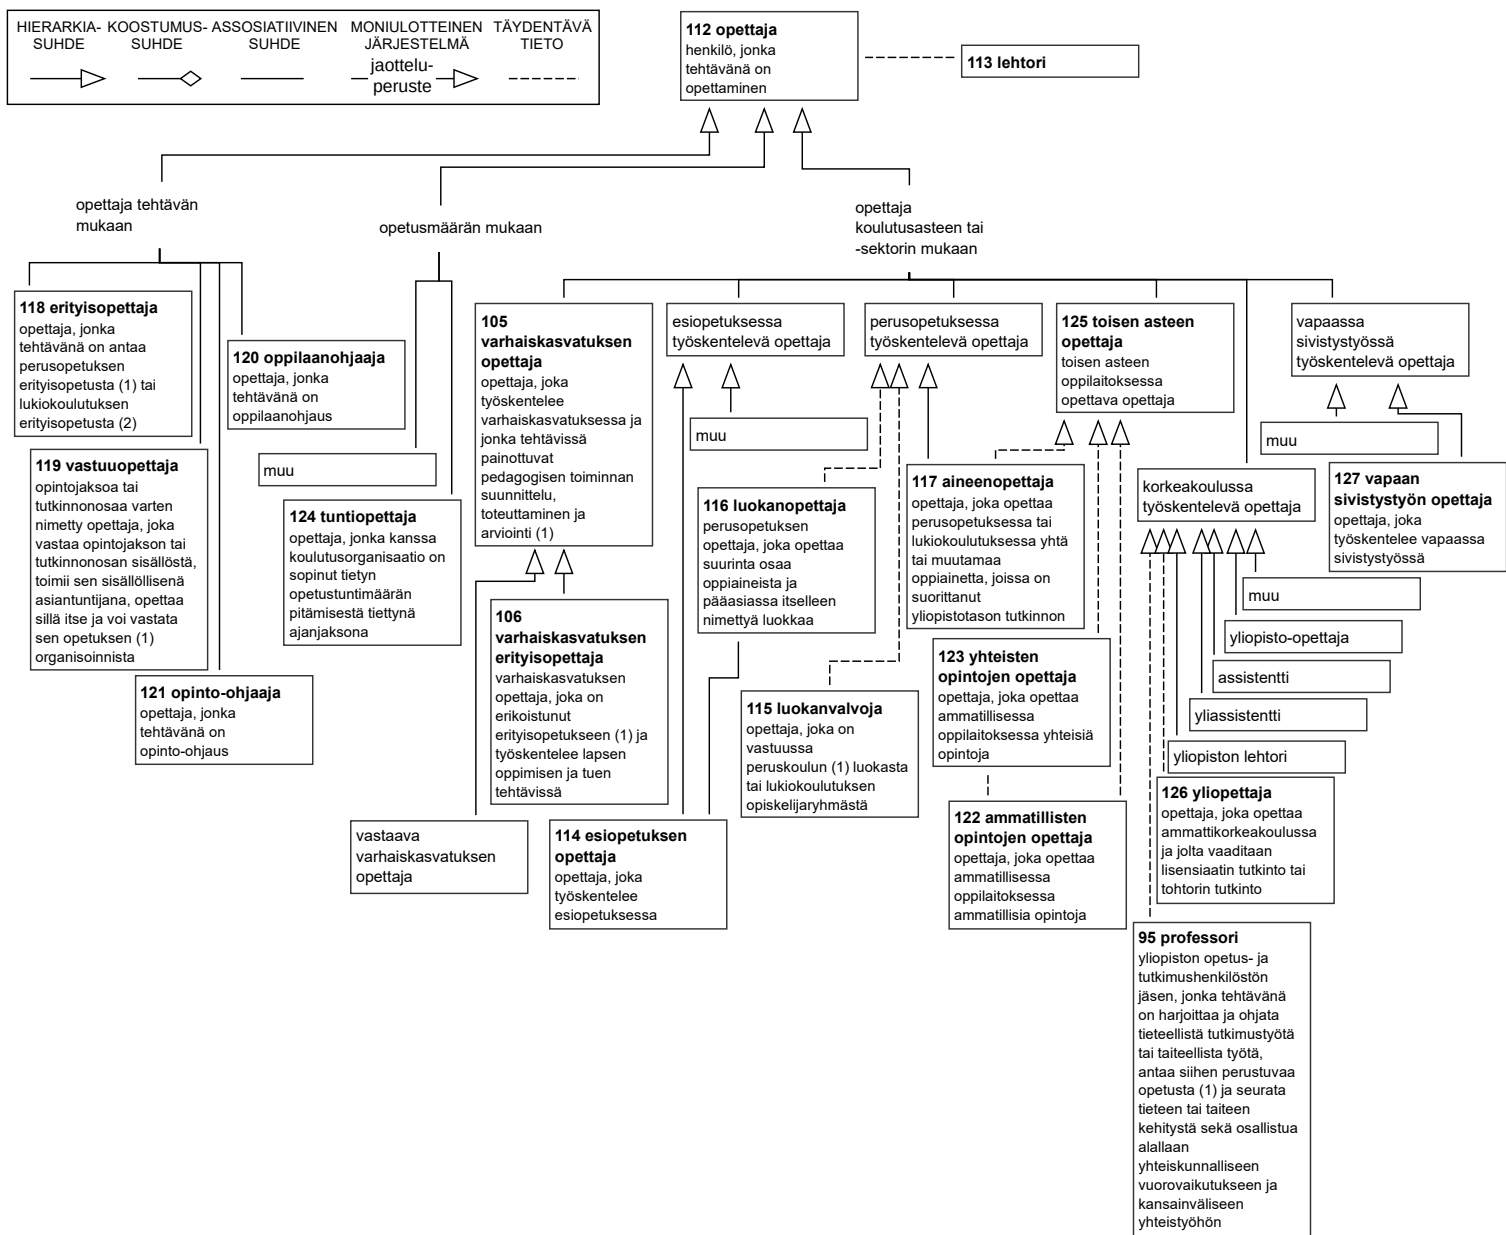 HIERARKIA-
SUHDE
KOOSTUMUS-
SUHDE
ASSOSIATIIVINEN
SUHDE
MONIULOTTEINEN
JÄRJESTELMÄ
TÄYDENTÄVÄ
TIETO
jaottelu-
peruste
112 opettaja
henkilö, jonka
tehtävänä on
opettaminen
113 lehtori
opettaja tehtävän
mukaan
opetusmäärän mukaan
opettaja
koulutusasteen tai
-sektorin mukaan
118 erityisopettaja
opettaja, jonka
tehtävänä on antaa
perusopetuksen
erityisopetusta (1) tai
lukiokoulutuksen
erityisopetusta (2)
120 oppilaanohjaaja
opettaja, jonka
tehtävänä on
oppilaanohjaus
119 vastuuopettaja
opintojaksoa tai
tutkinnonosaa varten
nimetty opettaja, joka
vastaa opintojakson tai
tutkinnonosan sisällöstä,
toimii sen sisällöllisenä
asiantuntijana, opettaa
sillä itse ja voi vastata
sen opetuksen (1)
organisoinnista
121 opinto-ohjaaja
opettaja, jonka
tehtävänä on
opinto-ohjaus
muu
124 tuntiopettaja
opettaja, jonka kanssa
koulutusorganisaatio on
sopinut tietyn
opetustuntimäärän
pitämisestä tiettynä
ajanjaksona
105
varhaiskasvatuksen
opettaja
opettaja, joka
työskentelee
varhaiskasvatuksessa ja
jonka tehtävissä
painottuvat
pedagogisen toiminnan
suunnittelu,
toteuttaminen ja
arviointi (1)
106
varhaiskasvatuksen
erityisopettaja
varhaiskasvatuksen
opettaja, joka on
erikoistunut
erityisopetukseen (1) ja
työskentelee lapsen
oppimisen ja tuen
tehtävissä
vastaava
varhaiskasvatuksen
opettaja
esiopetuksessa
työskentelevä opettaja
muu
114 esiopetuksen
opettaja
opettaja, joka
työskentelee
esiopetuksessa
perusopetuksessa
työskentelevä opettaja
116 luokanopettaja
perusopetuksen
opettaja, joka opettaa
suurinta osaa
oppiaineista ja
pääasiassa itselleen
nimettyä luokkaa
115 luokanvalvoja
opettaja, joka on
vastuussa
peruskoulun (1) luokasta
tai lukiokoulutuksen
opiskelijaryhmästä
117 aineenopettaja
opettaja, joka opettaa
perusopetuksessa tai
lukiokoulutuksessa yhtä
tai muutamaa
oppiainetta, joissa on
suorittanut
yliopistotason tutkinnon
125 toisen asteen
opettaja
toisen asteen
oppilaitoksessa
opettava opettaja
123 yhteisten
opintojen opettaja
opettaja, joka opettaa
ammatillisessa
oppilaitoksessa yhteisiä
opintoja
122 ammatillisten
opintojen opettaja
opettaja, joka opettaa
ammatillisessa
oppilaitoksessa
ammatillisia opintoja
korkeakoulussa
työskentelevä opettaja
muu
yliopisto-opettaja
assistentti
yliassistentti
yliopiston lehtori
126 yliopettaja
opettaja, joka opettaa
ammattikorkeakoulussa
ja jolta vaaditaan
lisensiaatin tutkinto tai
tohtorin tutkinto
95 professori
yliopiston opetus- ja
tutkimushenkilöstön
jäsen, jonka tehtävänä
on harjoittaa ja ohjata
tieteellistä tutkimustyötä
tai taiteellista työtä,
antaa siihen perustuvaa
opetusta (1) ja seurata
tieteen tai taiteen
kehitystä sekä osallistua
alallaan
yhteiskunnalliseen
vuorovaikutukseen ja
kansainväliseen
yhteistyöhön
vapaassa
sivistystyössä
työskentelevä opettaja
muu
127 vapaan
sivistystyön opettaja
opettaja, joka
työskentelee vapaassa
sivistystyössä